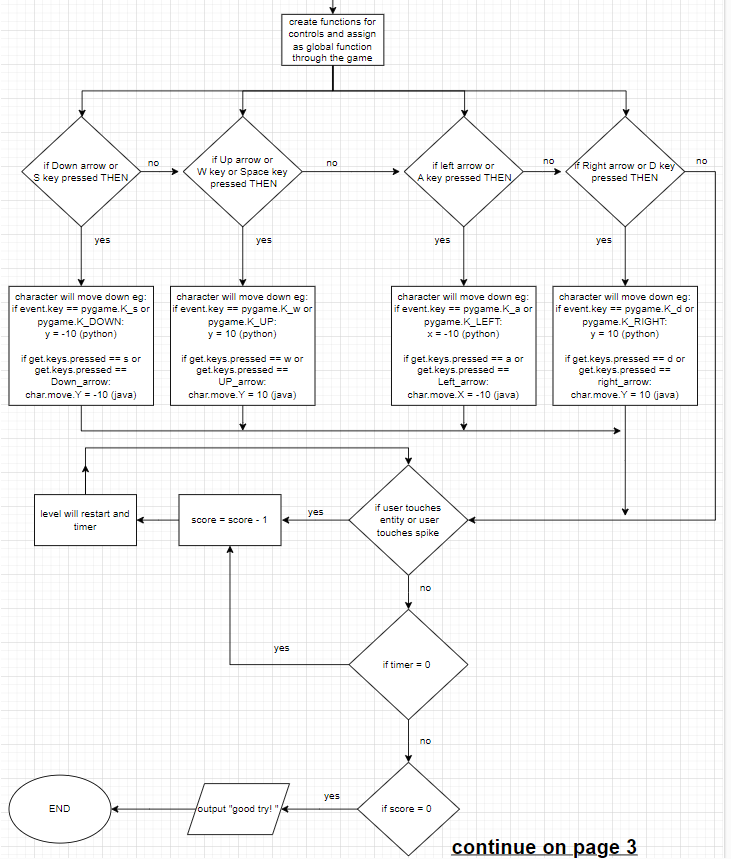 create functions for
controls and assign
as global function
through the game
if Down arrow or
S key pressed THEN
no
if Up arrow or
W key or Space key
pressed THEN
no
if left arrow or
A key pressed THEN
no
if Right arrow or D key
pressed THEN
no
yes
yes
yes
yes
character will move down eg:
if event.key == pygame.K_s or
pygame.K_DOWN:
y = -10 (python)
if get.keys.pressed == s or
get.keys.pressed ==
Down_arrow:
char.move.Y = -10 (java)
character will move down eg:
if event.key == pygame.K_w or
pygame.K_UP:
y = 10 (python)
if get.keys.pressed == w or
get.keys.pressed ==
UP_arrow:
char.move.Y = 10 (java)
character will move down eg:
if event.key == pygame.K_a or
pygame.K_LEFT:
x = -10 (python)
if get.keys.pressed == a or
get.keys.pressed ==
Left_arrow:
char.move.X = -10 (java)
character will move down eg:
if event.key == pygame.K_d or
pygame.K_RIGHT:
y = 10 (python)
if get.keys.pressed == d or
get.keys.pressed ==
right_arrow:
char.move.Y = 10 (java)
level will restart and
timer
score = score - 1
yes
if user touches
entity or user
touches spike
no
yes
if timer = 0
no
END
output "good try! "
yes
if score = 0
continue on page 3